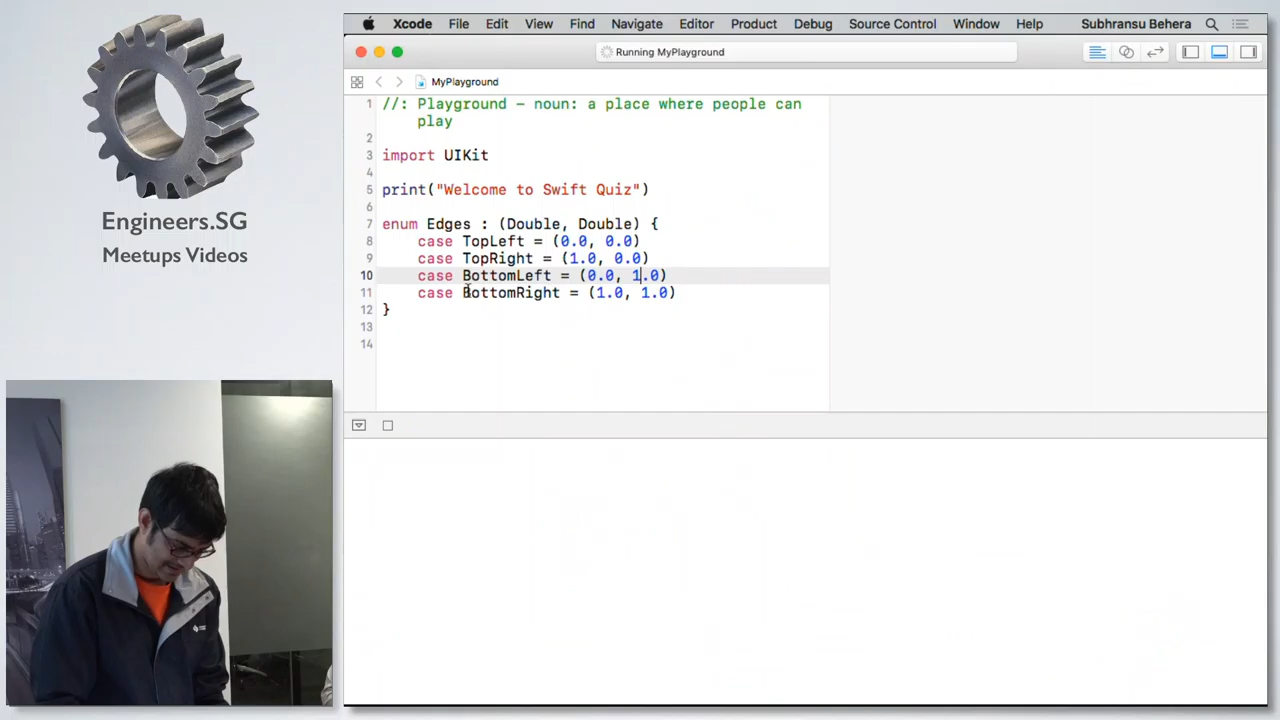 Engineers.SG
Meetups Videos
Xcode File Edit View Find Navigate Editor Product Debug Source Control Window Help Subhransu Behera
Running MyPlayground
MyPlayground
1 //: Playground - noun: a place where people can
play
2
3 import UIKit
4
5 print("Welcome to Swift Quiz")
6
7 enum Edges : (Double, Double) {
8 case TopLeft = (0.0, 0.0)
9 case TopRight = (1.0, 0.0)
10 case BottomLeft = (0.0, 1.0)
11 case BottomRight = (1.0, 1.0)
12 }
13
14